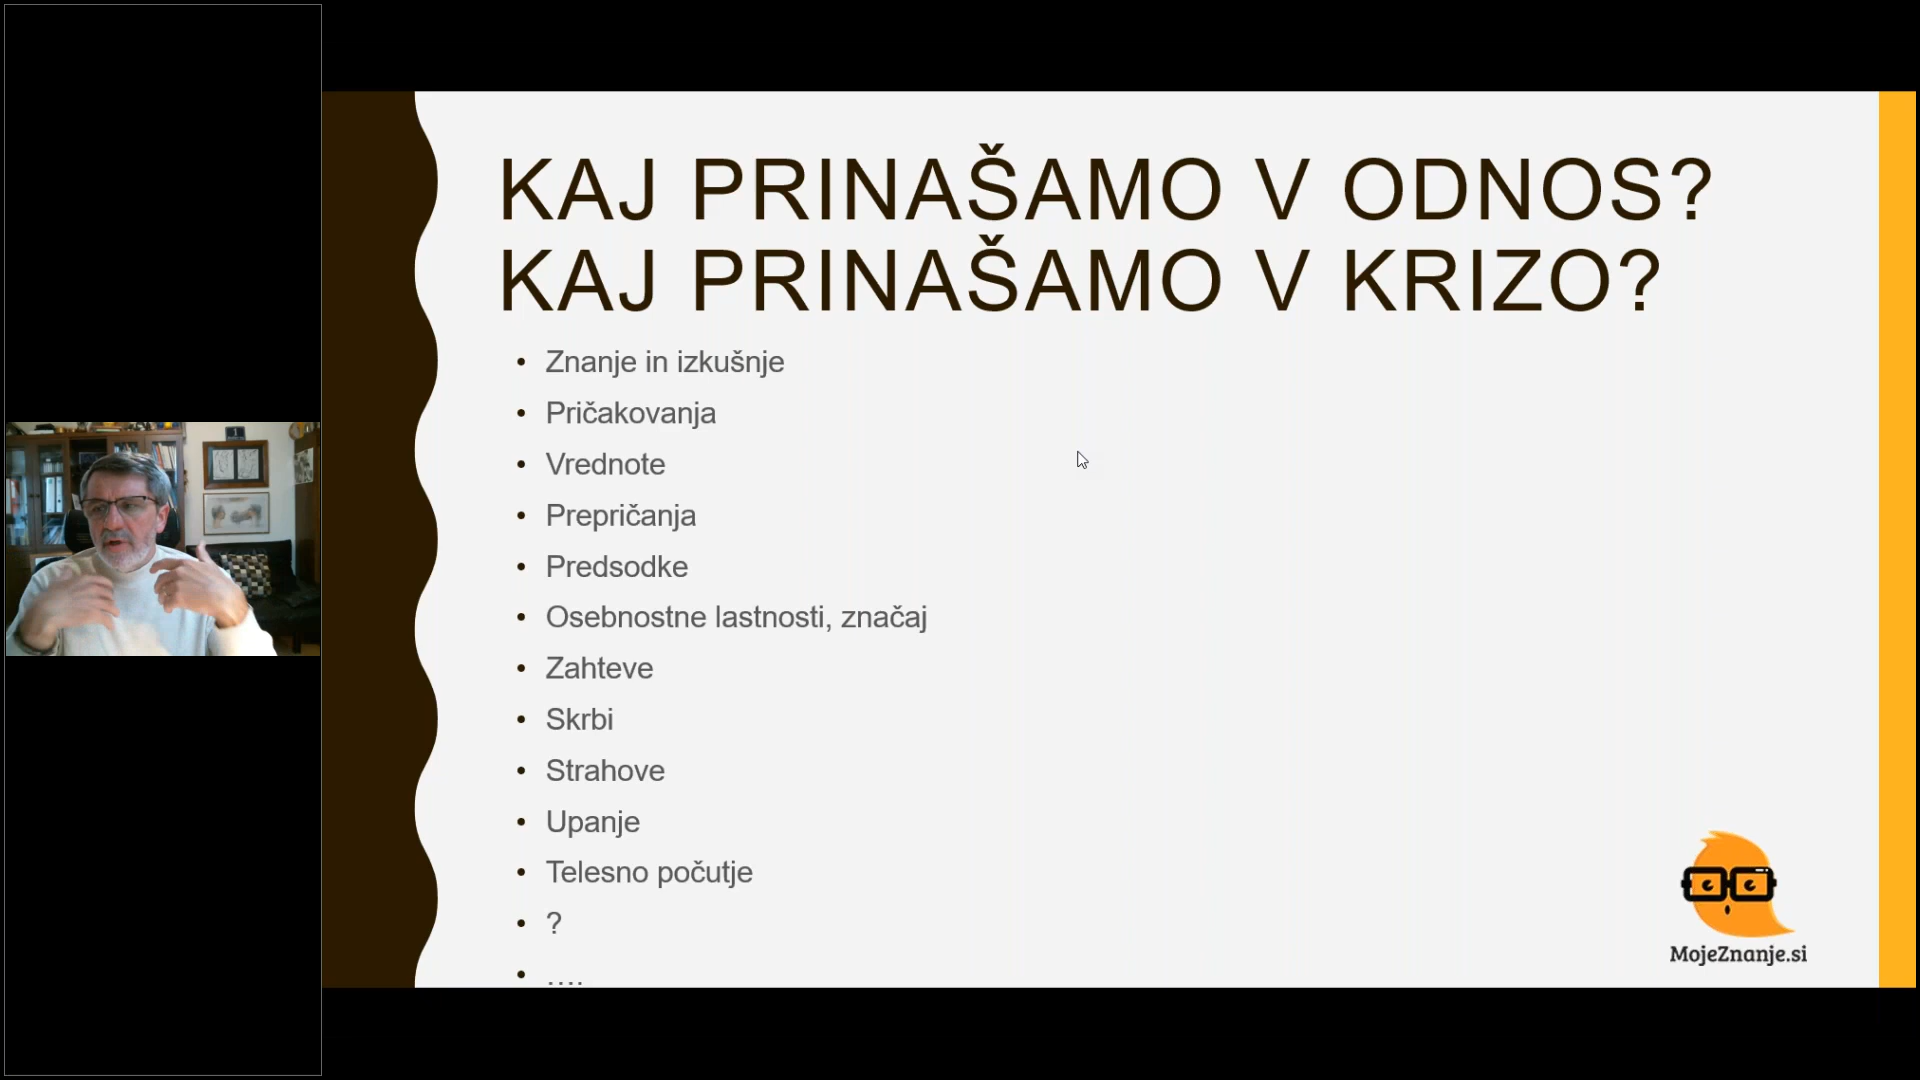 KAJ PRINAŠAMO V ODNOS?
KAJ PRINAŠAMO V KRIZO?
• Znanje in izkušnje
• Pričakovanja
• Vrednote
• Prepričanja
• Predsodke
• Osebnostne lastnosti, značaj
• Zahteve
• Skrbi
• Strahove
• Upanje
• Telesno počutje
• ?
• ....
MojeZnanje.si